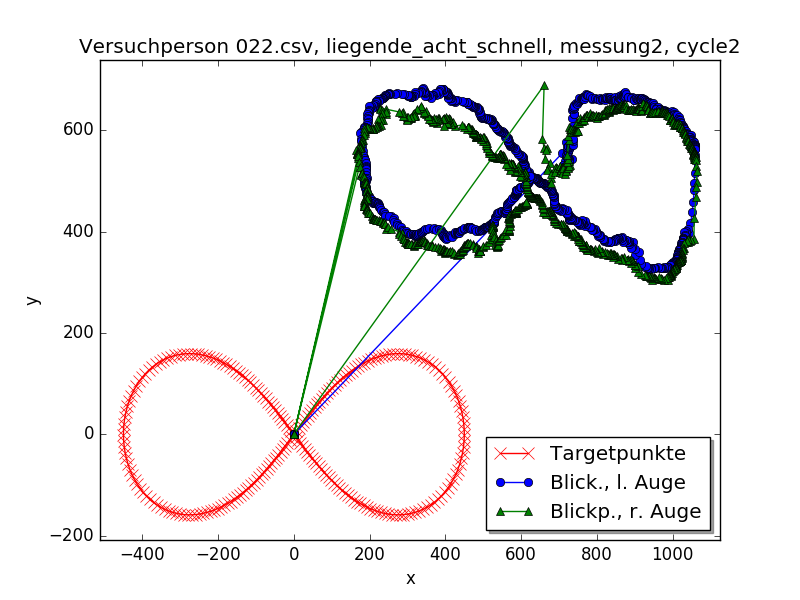 Versuchperson 022.csv, liegende_acht_schnell, messung2, cycle2
y
600
400
200
0
−200
−400
−200
0
200
400
600
800
1000
x
Targetpunkte
Blick., l. Auge
Blickp., r. Auge